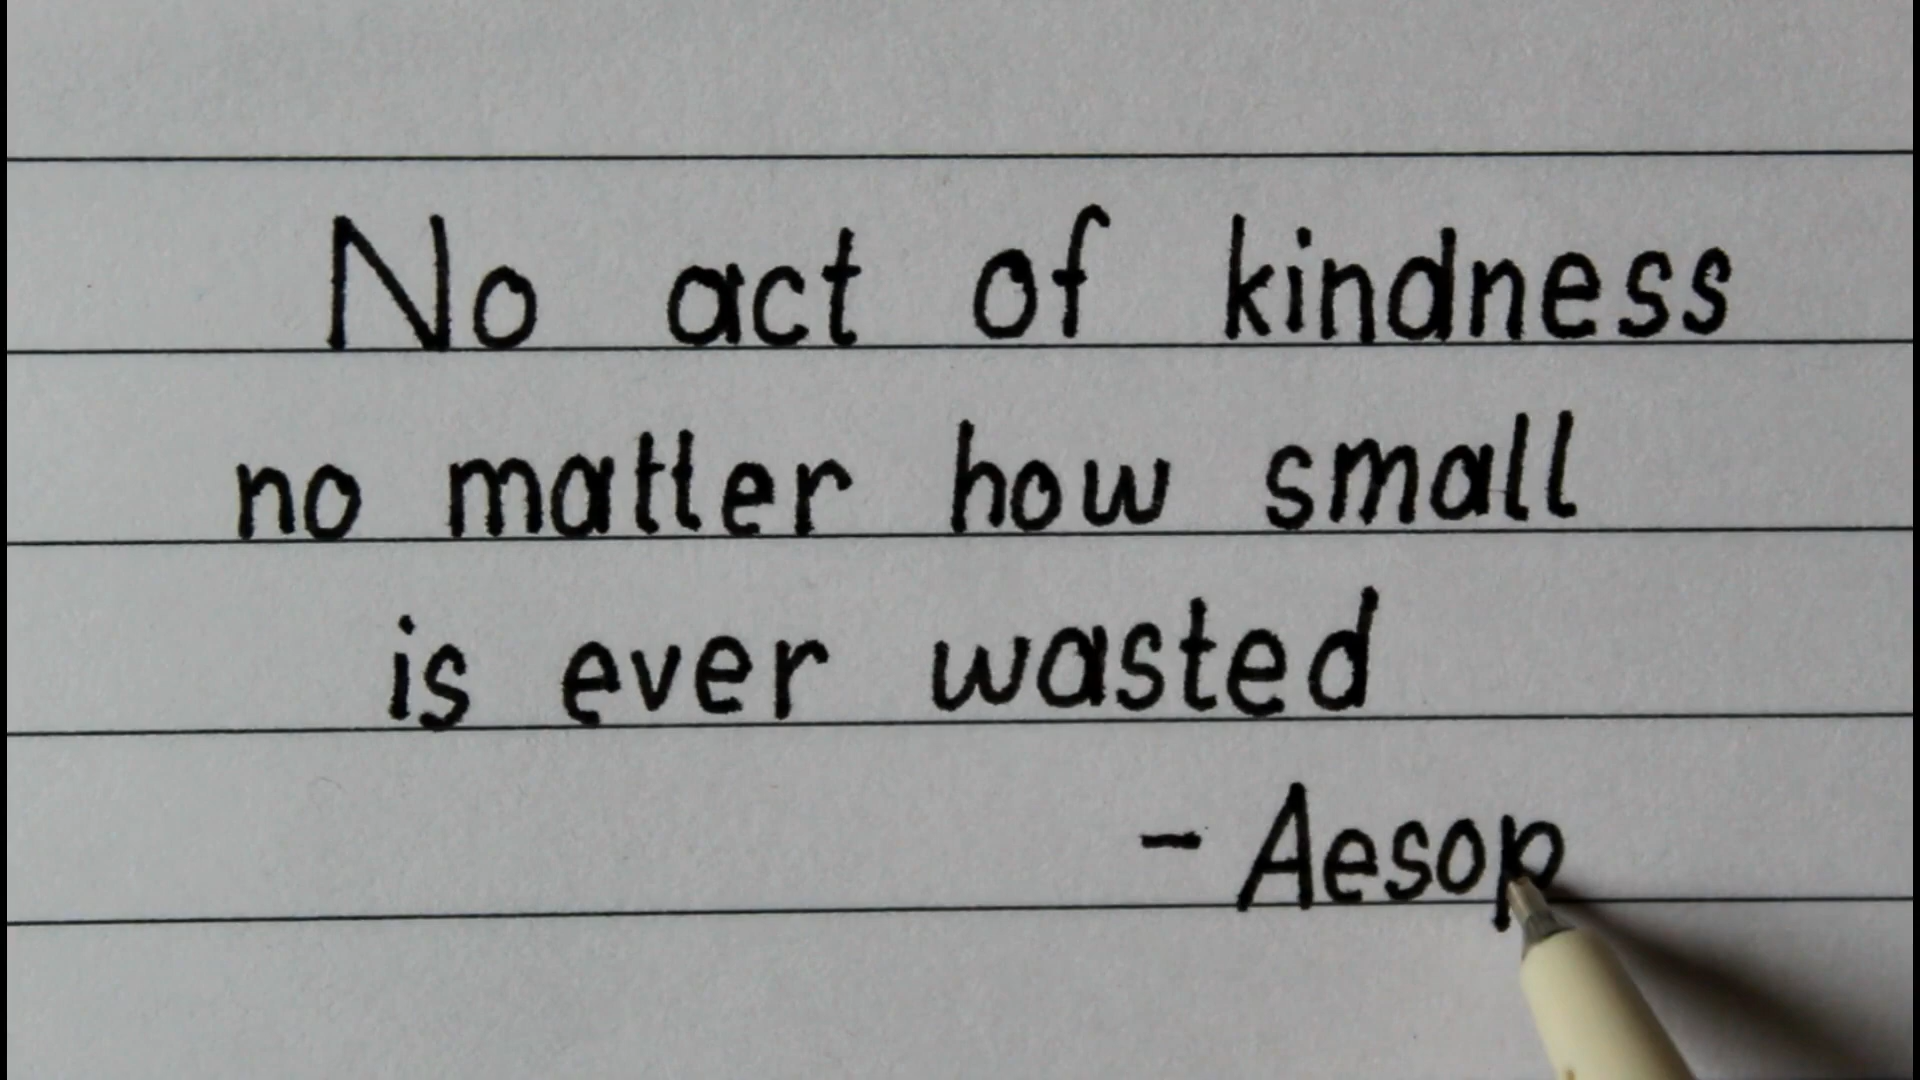 No act of kindness
no matter how small
is ever wasted
- Aesop